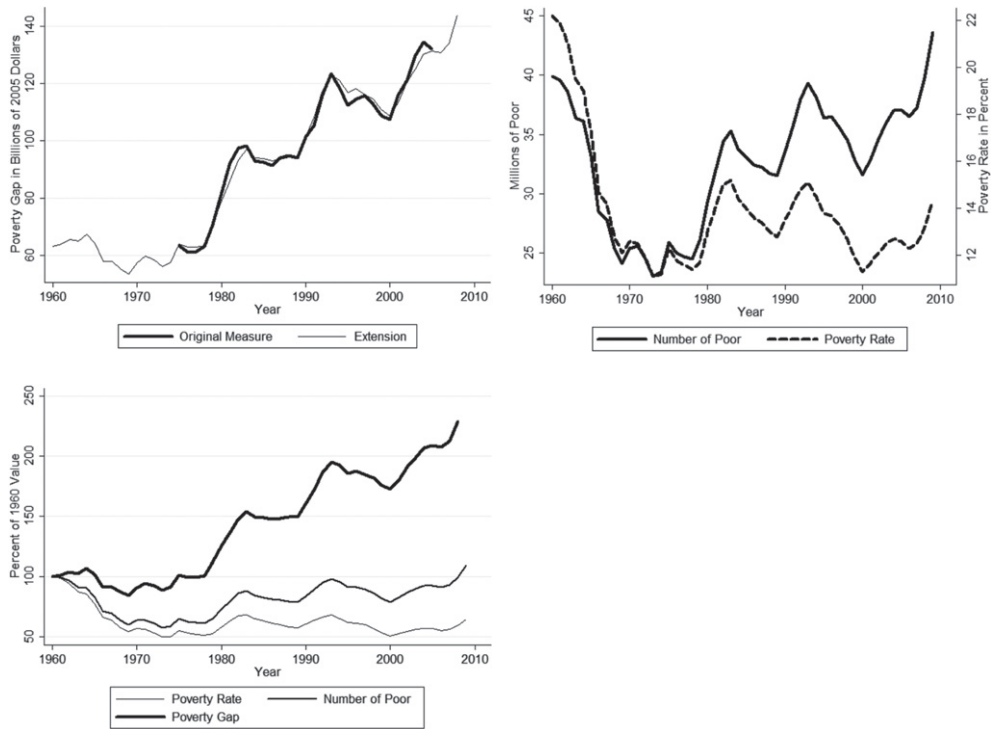 Poverty Gap in Billions of 2005 Dollars
140
120
100
80
60
1960
1970
1980
1990
2000
2010
Year
Original Measure
Extension
Millions of Poor
45
40
35
30
25
Poverty Rate in Percent
22
20
18
16
14
12
1960
1970
1980
1990
2000
2010
Year
Number of Poor
Poverty Rate
Percent of 1960 Value
250
200
150
100
50
1960
1970
1980
1990
2000
2010
Year
Poverty Rate
Number of Poor
Poverty Gap